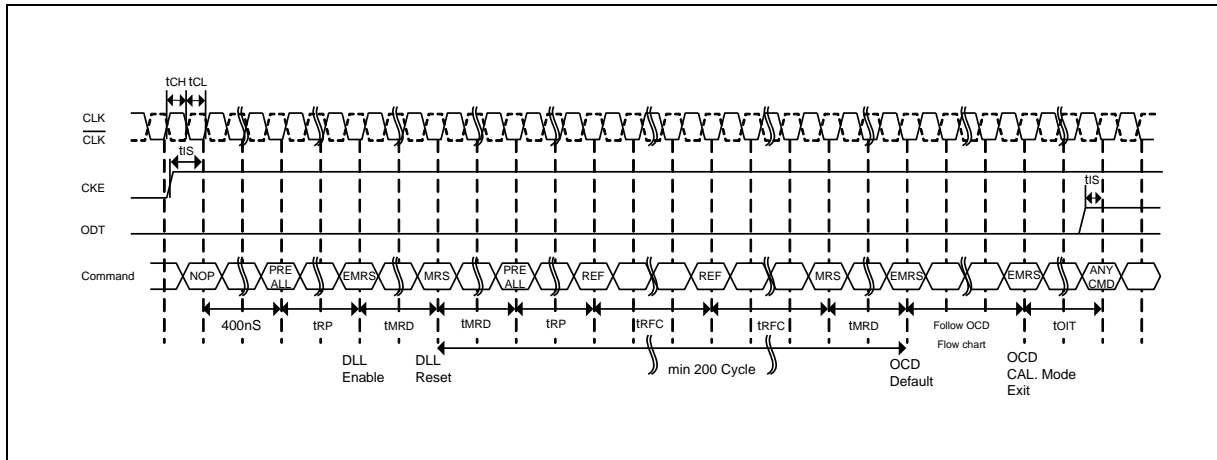 tCH tCL
CLK
CLK
tIS
CKE
tIS
ODT
Command
NOP
PRE
ALL
EMRS
MRS
PRE
ALL
REF
REF
MRS
EMRS
EMRS
ANY
CMD
400nS
tRP
tMRD
tMRD
tRP
tRFC
tRFC
tMRD
Follow OCD
Flow chart
tOIT
DLL
Enable
DLL
Reset
min 200 Cycle
OCD
Default
OCD
CAL. Mode
Exit